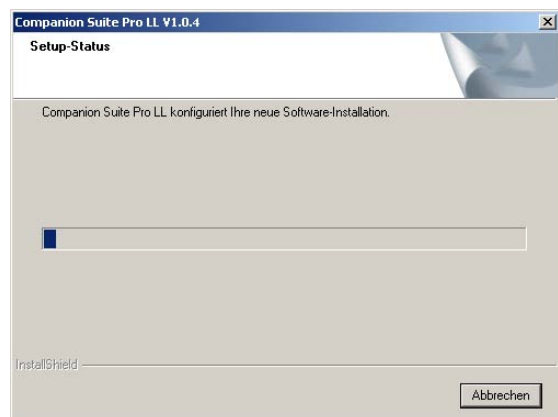 Companion Suite Pro LL V1.0.4
Setup-Status
Companion Suite Pro LL konfiguriert Ihre neue Software-Installation.
InstallShield
Abbrechen